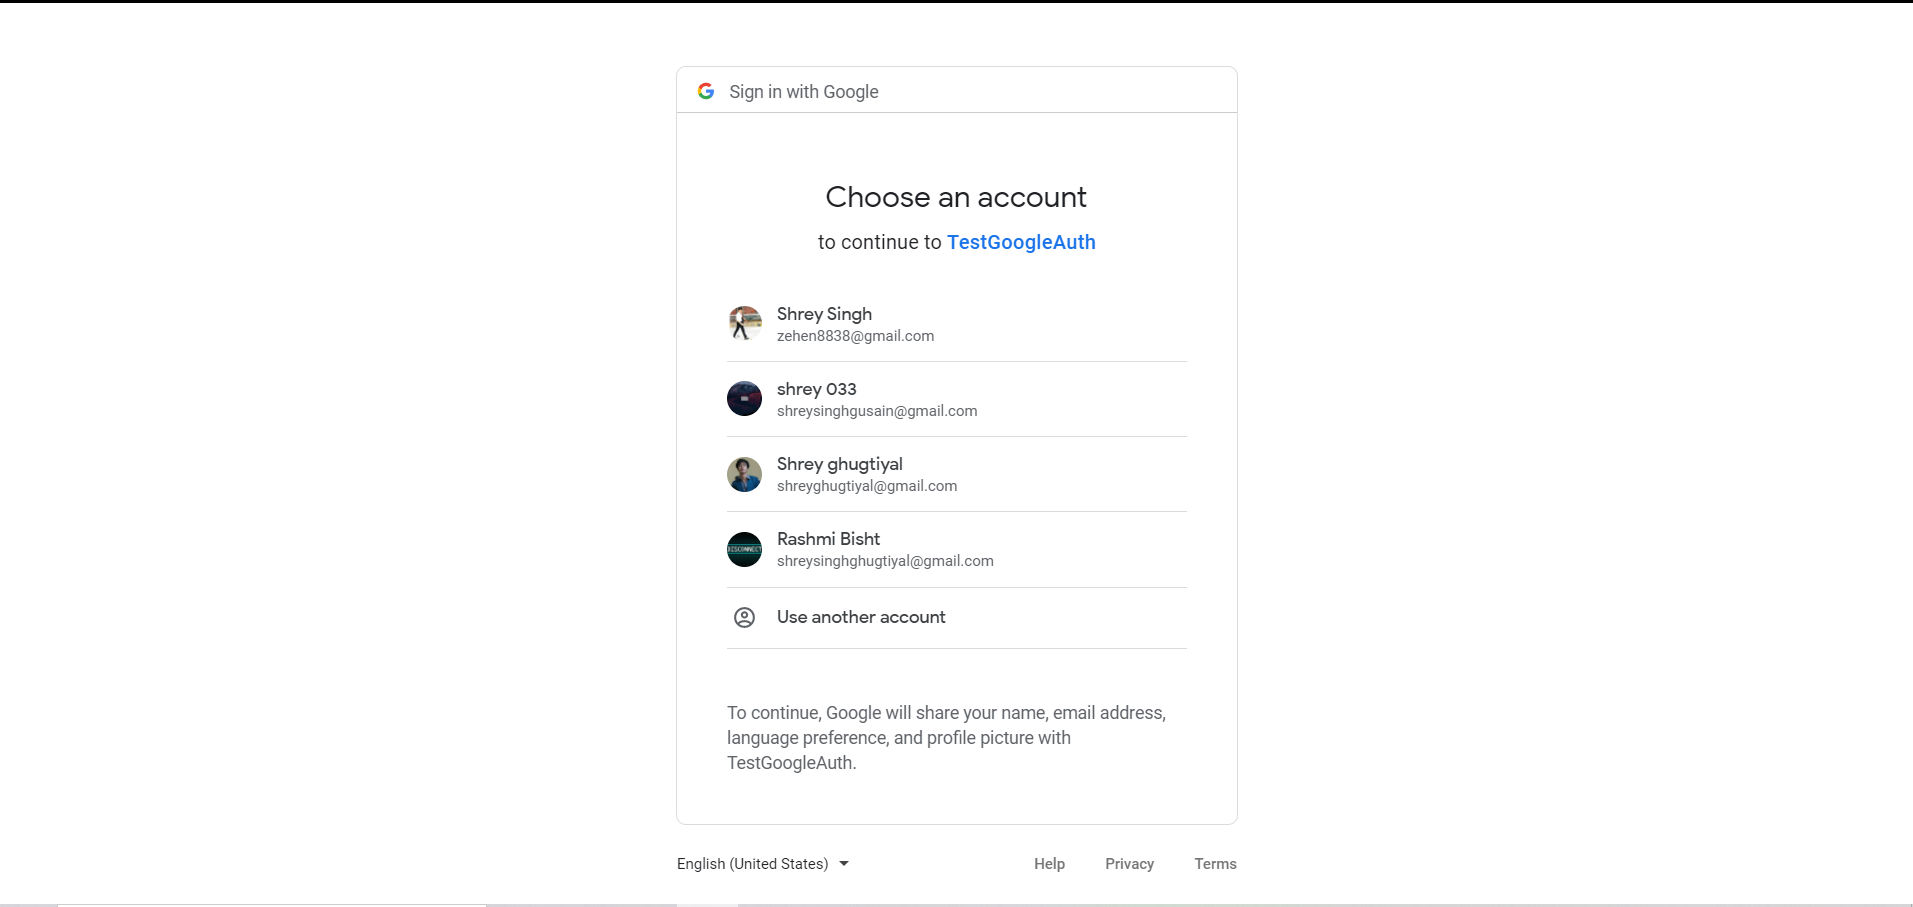 Sign in with Google
Choose an account
to continue to TestGoogleAuth
Shrey Singh
zehen8838@gmail.com
shrey 033
shreysinghgusain@gmail.com
Shrey ghugtiyal
shreyghugtiyal@gmail.com
DISCONNECT
Rashmi Bisht
shreysinghghugtiyal@gmail.com
Use another account
To continue, Google will share your name, email address,
language preference, and profile picture with
TestGoogleAuth.
English (United States)
Help
Privacy
Terms